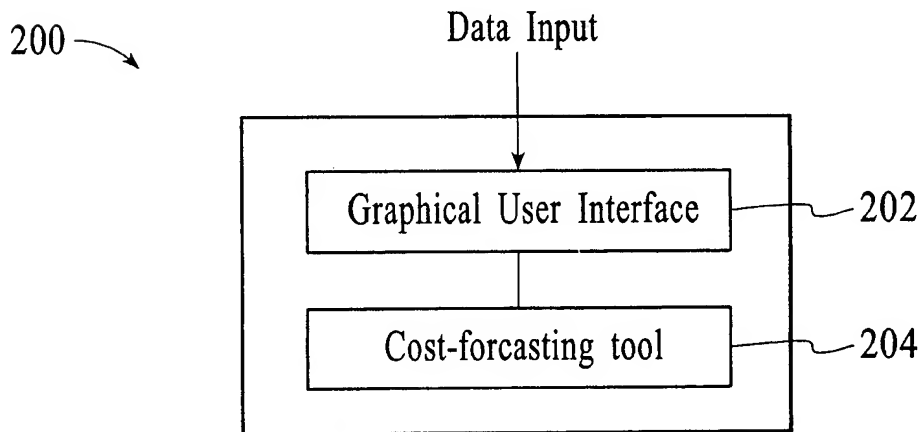 Data Input
200
Graphical User Interface
202
Cost-forcasting tool
204